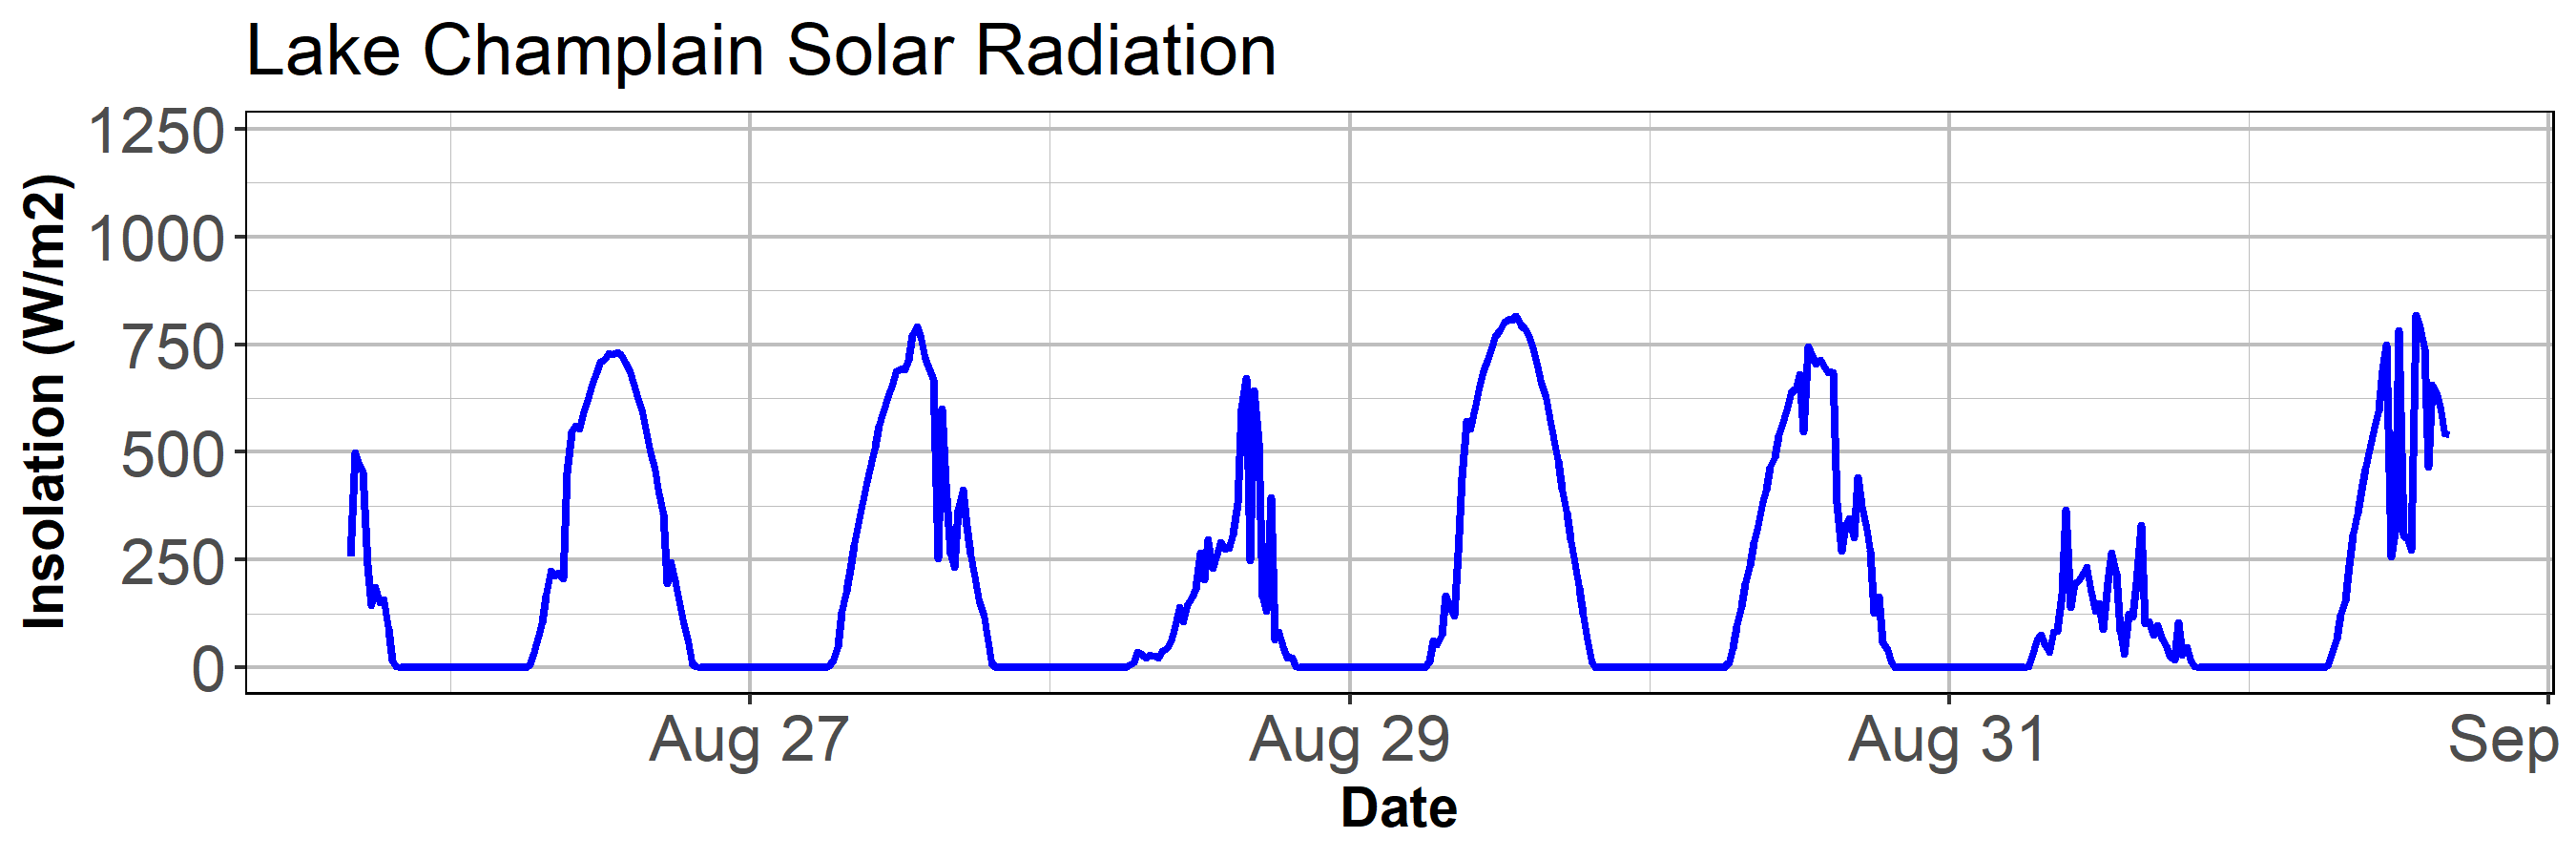 Lake Champlain Solar Radiation
1250
1000
750
500
250
0
Insolation (W/m2)
Aug 27
Aug 29
Aug 31
Sep
Date